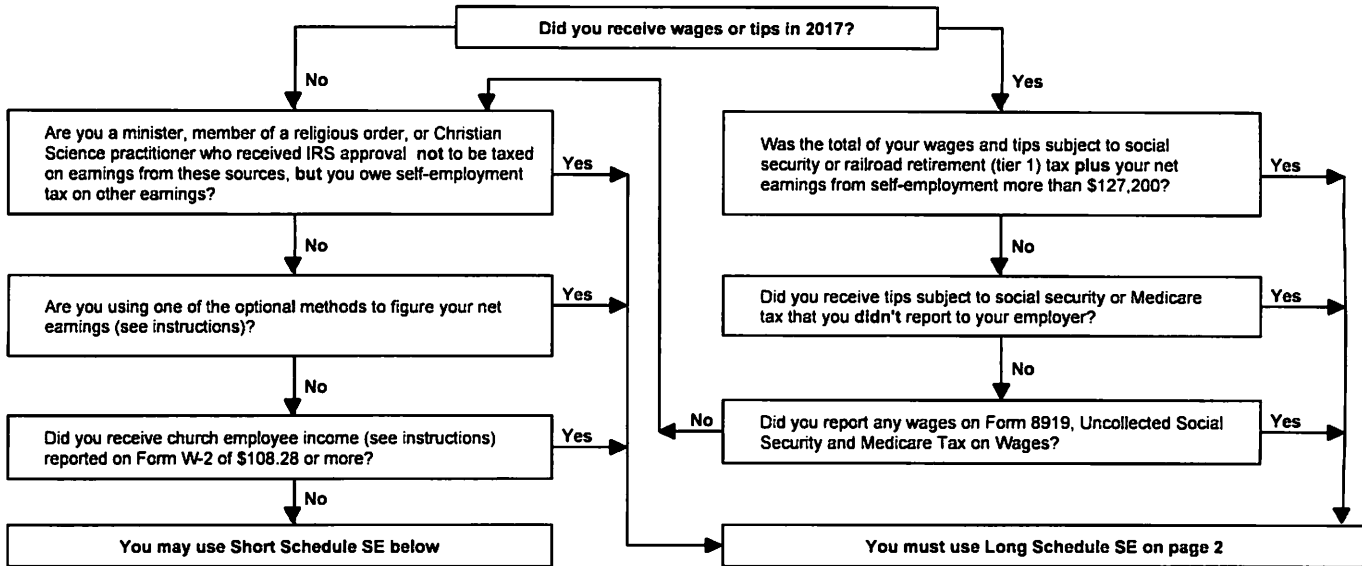 Did you receive wages or tips in 2017?
No
Yes
Are you a minister, member of a religious order, or Christian
Science practitioner who received IRS approval not to be taxed
on earnings from these sources, but you owe self-employment
tax on other earnings?
Yes
Was the total of your wages and tips subject to social
security or railroad retirement (tier 1) tax plus your net
earnings from self-employment more than $127,200?
Yes
No
No
Are you using one of the optional methods to figure your net
earnings (see instructions)?
Yes
Did you receive tips subject to social security or Medicare
tax that you didn't report to your employer?
Yes
No
No
Did you receive church employee income (see instructions)
reported on Form W-2 of $108.28 or more?
Yes
No
Did you report any wages on Form 8919, Uncollected Social
Security and Medicare Tax on Wages?
Yes
No
You may use Short Schedule SE below
You must use Long Schedule SE on page 2